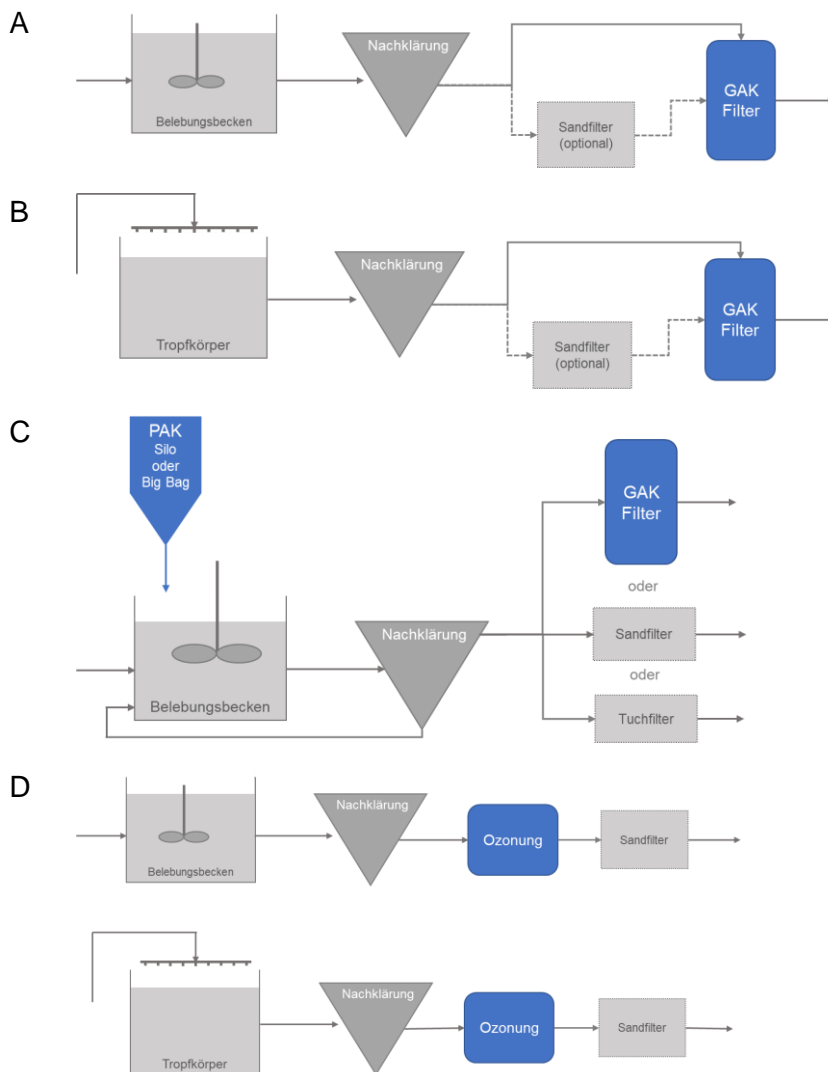 A
Belebungsbecken
Nachklärung
Sandfilter
(optional)
GAK
Filter
B
Tropfkörper
Nachklärung
Sandfilter
(optional)
GAK
Filter
C
PAK
Silo
oder
Big Bag
Belebungsbecken
Nachklärung
GAK
Filter
oder
Sandfilter
oder
Tuchfilter
D
Belebungsbecken
Nachklärung
Ozonung
Sandfilter
Tropfkörper
Nachklärung
Ozonung
Sandfilter